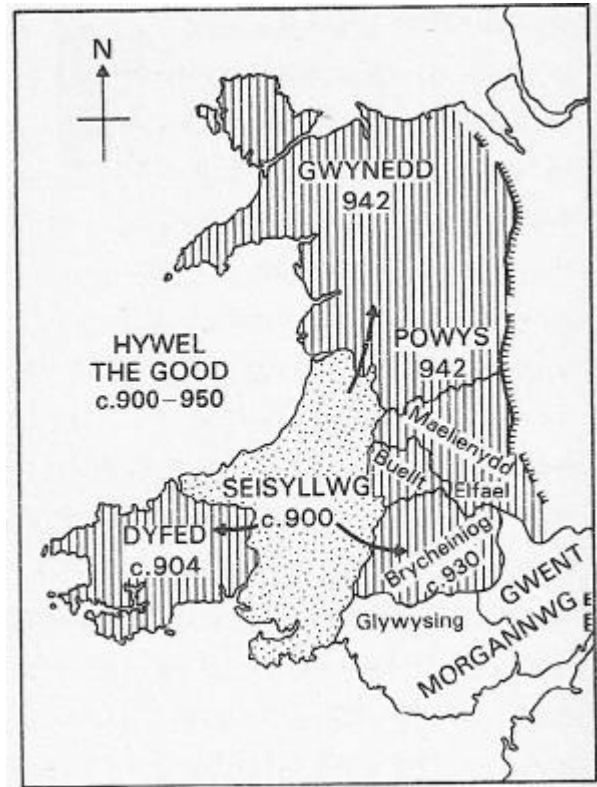 N
GWYNEDD
942
HYWEL
THE GOOD
c.900–950
POWYS
942
Maelienydd
Buellt
Elfael
SEISYLLWG
c.900
DYFED
c.904
Brycheiniog
c.930
Glywysing
GWENT
MORGANNWG
E
E